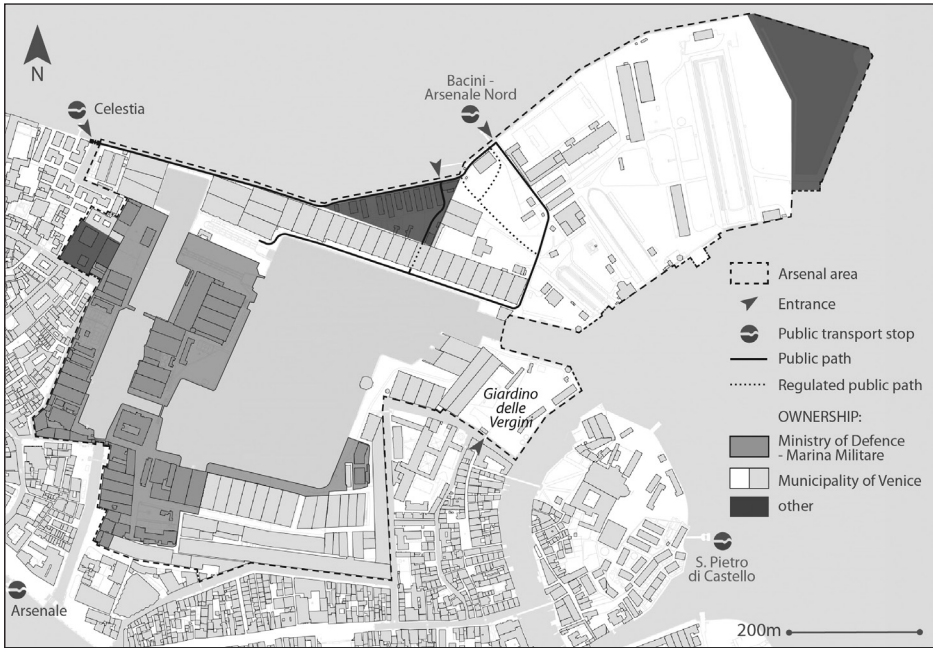 N
Celestia
Bacini -
Arsenale Nord
Giardino
delle
Vergini
Arsenal area
Entrance
Public transport stop
Public path
Regulated public path
OWNERSHIP:
Ministry of Defence
- Marina Militare
Municipality of Venice
other
S. Pietro
di Castello
Arsenale
200m